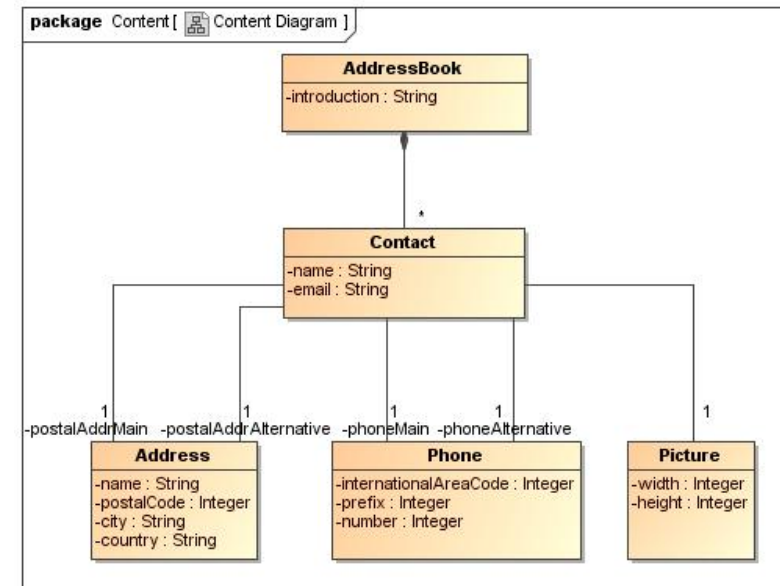 package Content [ Content Diagram ]
AddressBook
-introduction : String
*
Contact
-name : String
-email : String
1
-postalAddrMain
1
-postalAddrAlternative
1
-phoneMain
1
-phoneAlternative
1
Address
-name : String
-postalCode : Integer
-city : String
-country : String
Phone
-internationalAreaCode : Integer
-prefix : Integer
-number : Integer
Picture
-width : Integer
-height : Integer